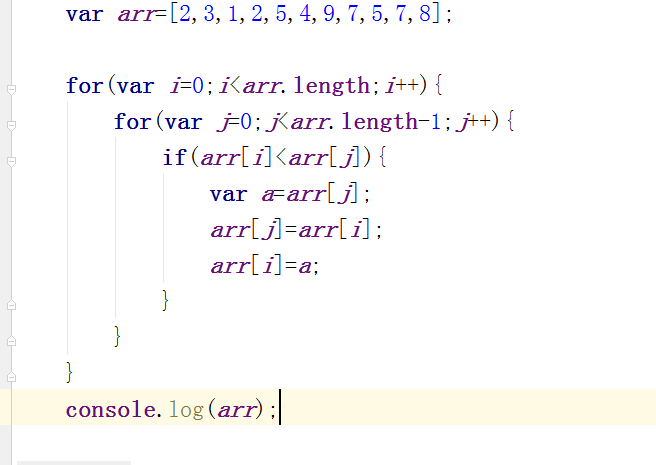 var arr=[2,3,1,2,5,4,9,7,5,7,8];
for(var i=0;i<arr.length;i++){
for(var j=0;j<arr.length-1;j++){
if(arr[i]<arr[j]){
var a=arr[j];
arr[j]=arr[i];
arr[i]=a;
}
}
}
console.log(arr);